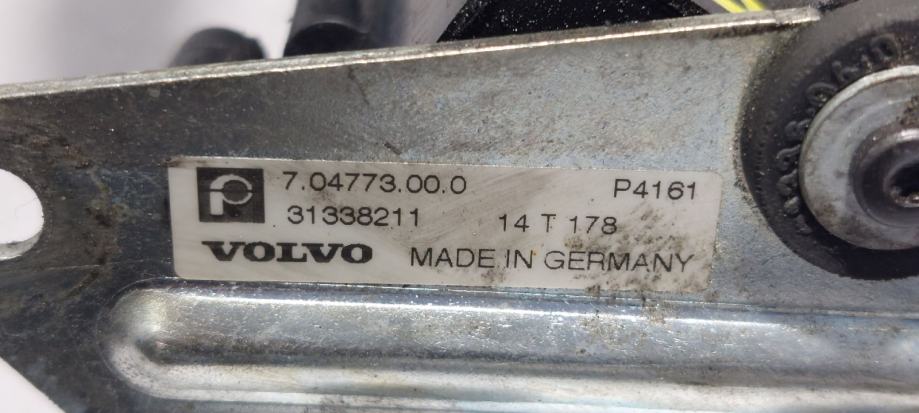 7.04773.00.0 P4161
31338211 14 T 178
VOLVO MADE IN GERMANY